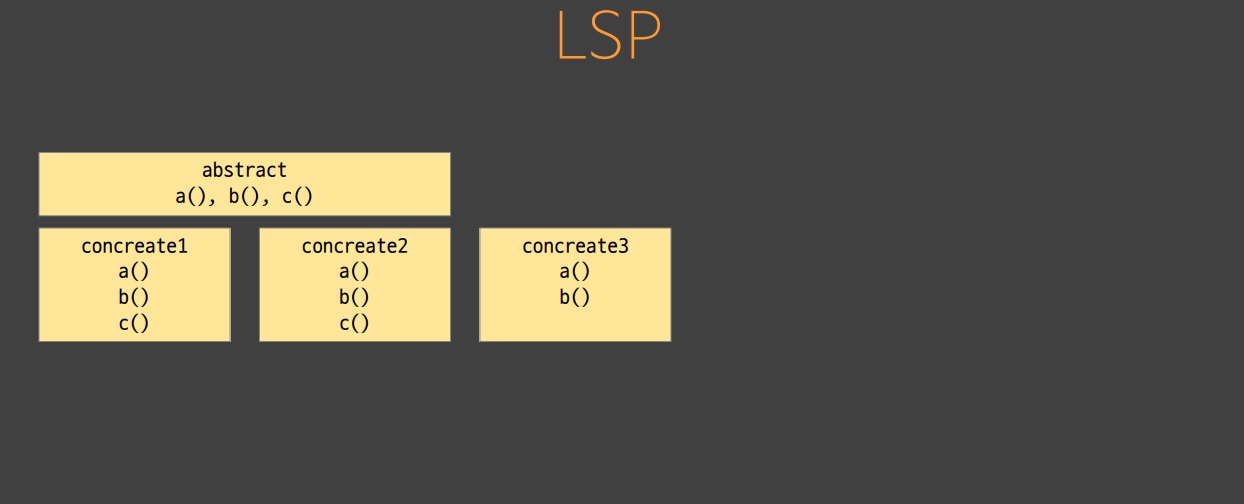 LSP
abstract
a(), b(), c()
concreate1
a()
b()
c()
concreate2
a()
b()
c()
concreate3
a()
b()